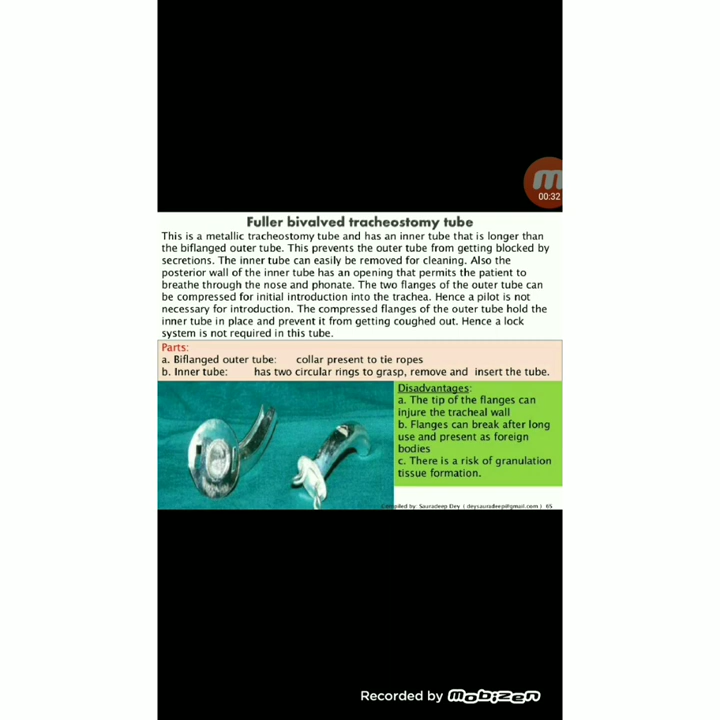 00:32
Fuller bivalved tracheostomy tube
This is a metallic tracheostomy tube and has an inner tube that is longer than
the biflanged outer tube. This prevents the outer tube from getting blocked by
secretions. The inner tube can easily be removed for cleaning. Also the
posterior wall of the inner tube has an opening that permits the patient to
breathe through the nose and phonate. The two flanges of the outer tube can
be compressed for initial introduction into the trachea. Hence a pilot is not
necessary for introduction. The compressed flanges of the outer tube hold the
inner tube in place and prevent it from getting coughed out. Hence a lock
system is not required in this tube.
Parts:
a. Biflanged outer tube: collar present to tie ropes
b. Inner tube: has two circular rings to grasp, remove and insert the tube.
Disadvantages:
a. The tip of the flanges can
injure the tracheal wall
b. Flanges can break after long
use and present as foreign
bodies
c. There is a risk of granulation
tissue formation.
by: Sauradeep Dey ( deysauradeep@gmail.com ) 65
Recorded by Mobizen